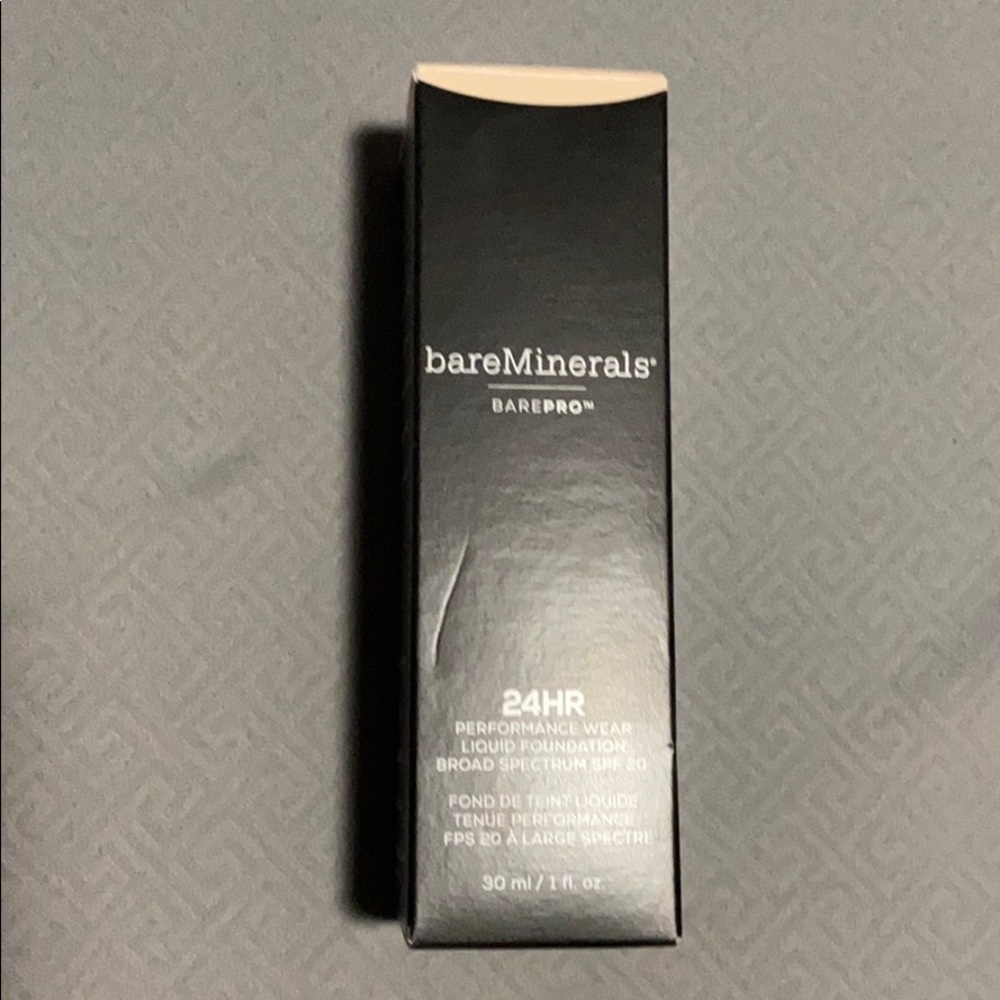 bareMinerals®
BAREPRO™
24HR
PERFORMANCE WEAR
LIQUID FOUNDATION
BROAD SPECTRUM SPF 20
FOND DE TEINT LIQUIDE
TENUE PERFORMANCE
FPS 20 À LARGE SPECTRE
30 ml / 1 fl. oz.